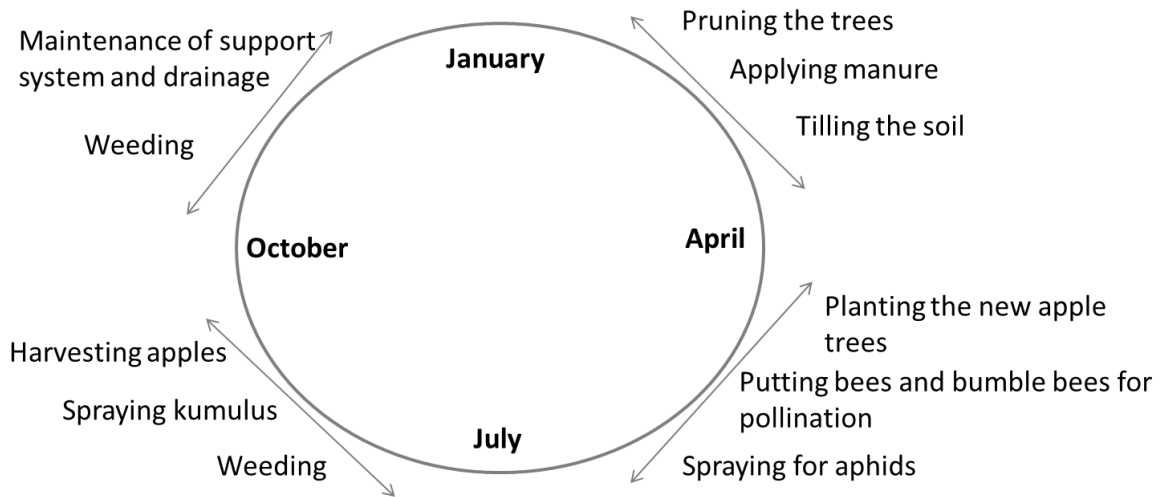 Pruning the trees
Maintenance of support
system and drainage
January
Applying manure
Tilling the soil
Weeding
October
April
Planting the new apple
trees
Harvesting apples
Putting bees and bumble bees for
pollination
Spraying kumulus
July
Weeding
Spraying for aphids